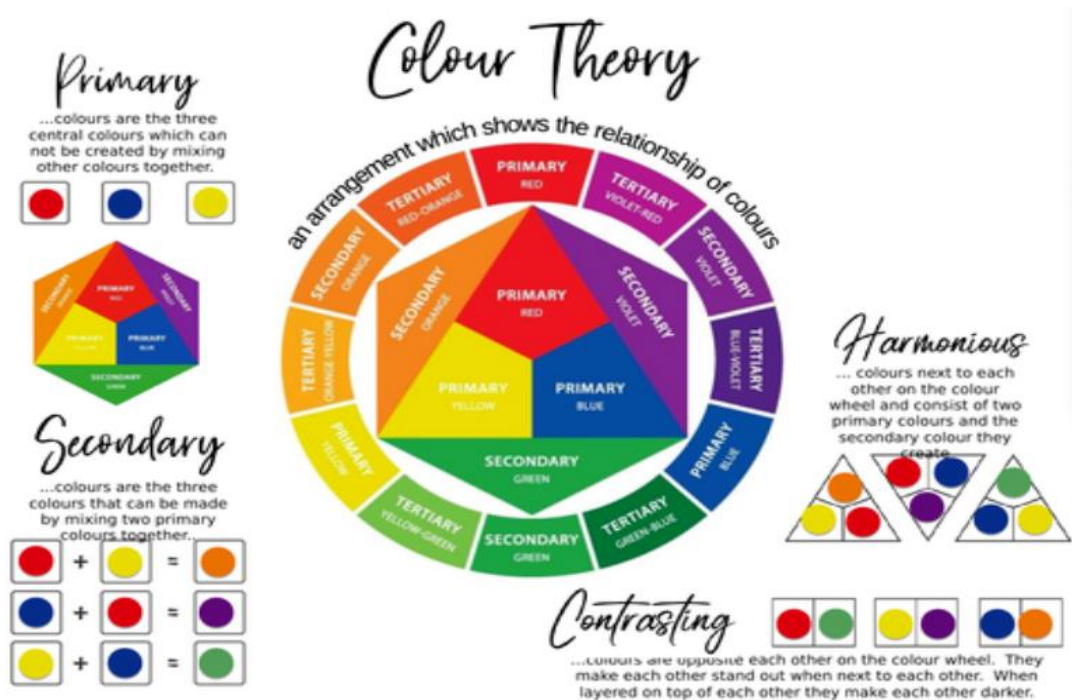 Colour Theory
Primary
...colours are the three
central colours which can
not be created by mixing
other colours together.
SECONDARY
ORANGE
PRIMARY
RED
SECONDARY
VIOLET
PRIMARY
YELLOW
PRIMARY
BLUE
SECONDARY
GREEN
Secondary
...colours are the three
colours that can be made
by mixing two primary
colours together...
+ =
+ =
+ =
an arrangement which shows the relationship of colours
PRIMARY
RED
TERTIARY
VIOLET-RED
SECONDARY
VIOLET
TERTIARY
BLUE-VIOLET
PRIMARY
BLUE
TERTIARY
GREEN-BLUE
SECONDARY
GREEN
TERTIARY
YELLOW-GREEN
PRIMARY
YELLOW
TERTIARY
ORANGE-YELLOW
SECONDARY
ORANGE
TERTIARY
RED-ORANGE
SECONDARY
ORANGE
PRIMARY
RED
SECONDARY
VIOLET
PRIMARY
YELLOW
PRIMARY
BLUE
SECONDARY
GREEN
Harmonious
... colours next to each
other on the colour
wheel and consist of two
primary colours and the
secondary colour they
create
Contrasting
...colours are opposite each other on the colour wheel. They
make each other stand out when next to each other. When
layered on top of each other they make each other darker.